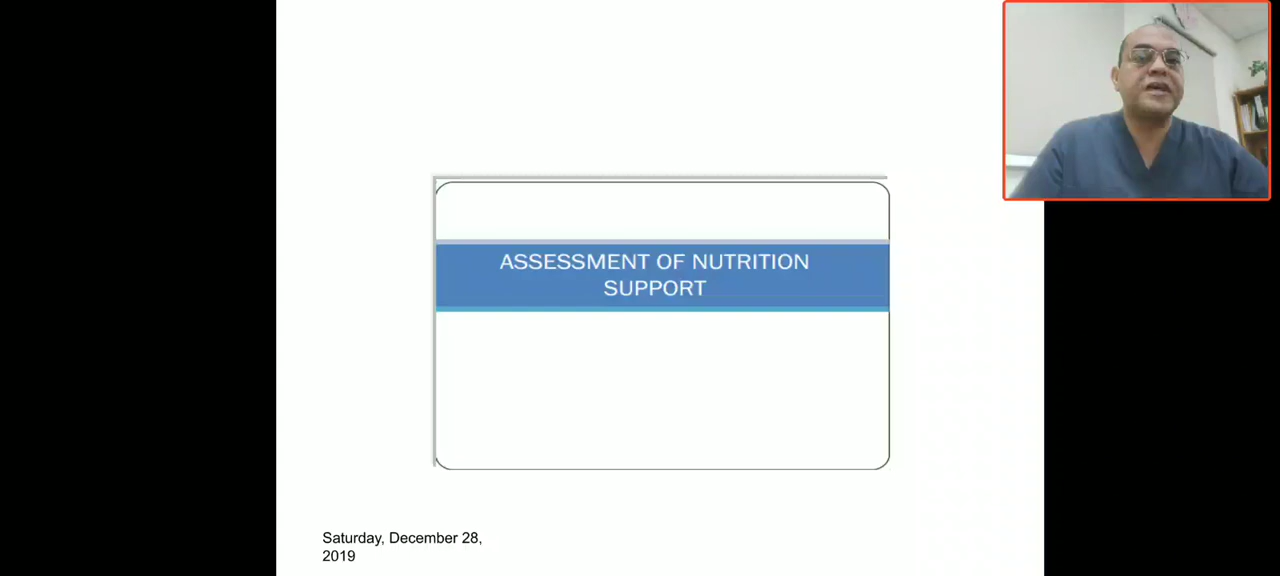 ASSESSMENT OF NUTRITION
SUPPORT
Saturday, December 28,
2019